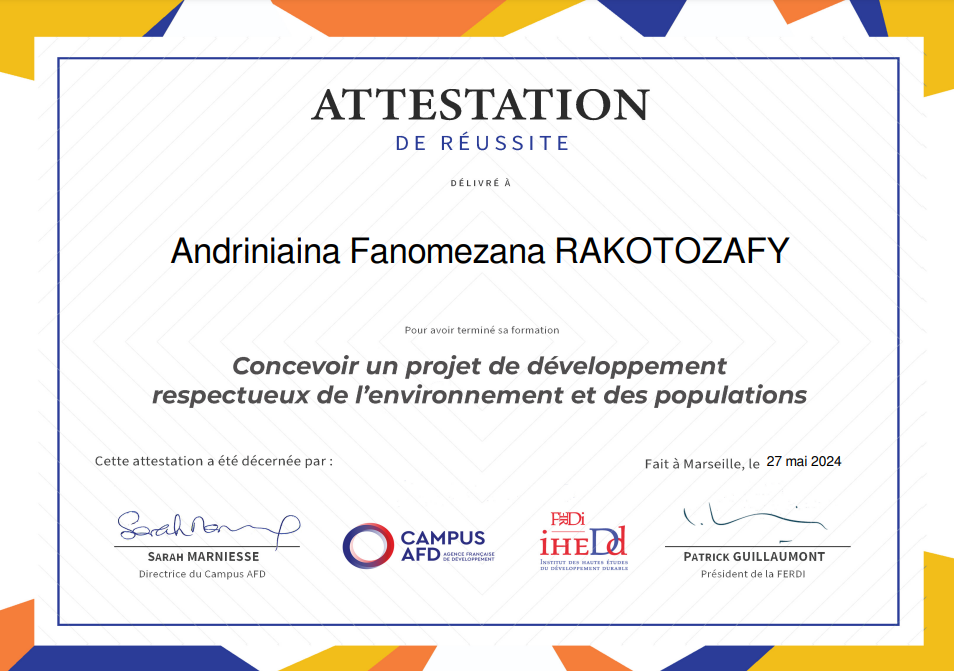 ATTESTATION
DE RÉUSSITE
DÉLIVRÉ À
Andriniaina Fanomezana RAKOTOZAFY
Pour avoir terminé sa formation
Concevoir un projet de développement
respectueux de l'environnement et des populations
Cette attestation a été décernée par :
Fait à Marseille, le 27 mai 2024
Sarah Marniesse
SARAH MARNIESSE
Directrice du Campus AFD
CAMPUS
AFD AGENCE FRANÇAISE
DE DÉVELOPPEMENT
FERDi
iHEDd
INSTITUT DES HAUTES ÉTUDES
DU DÉVELOPPEMENT DURABLE
PATRICK GUILLAUMONT
Président de la FERDI